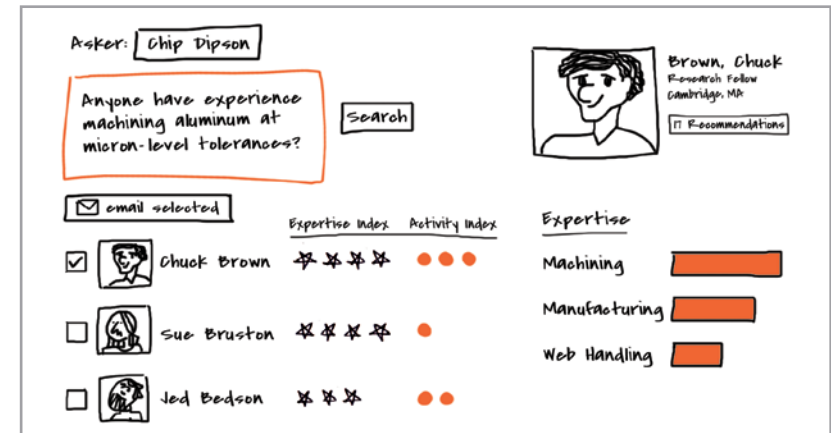 Asker: Chip Dipson
Anyone have experience
machining aluminum at
micron-level tolerances?
Search
email selected
Expertise Index Activity Index
Chuck Brown
Sue Bruston
Jed Bedson
Brown, Chuck
Research Fellow
Cambridge, MA
17 Recommendations
Expertise
Machining
Manufacturing
Web Handling